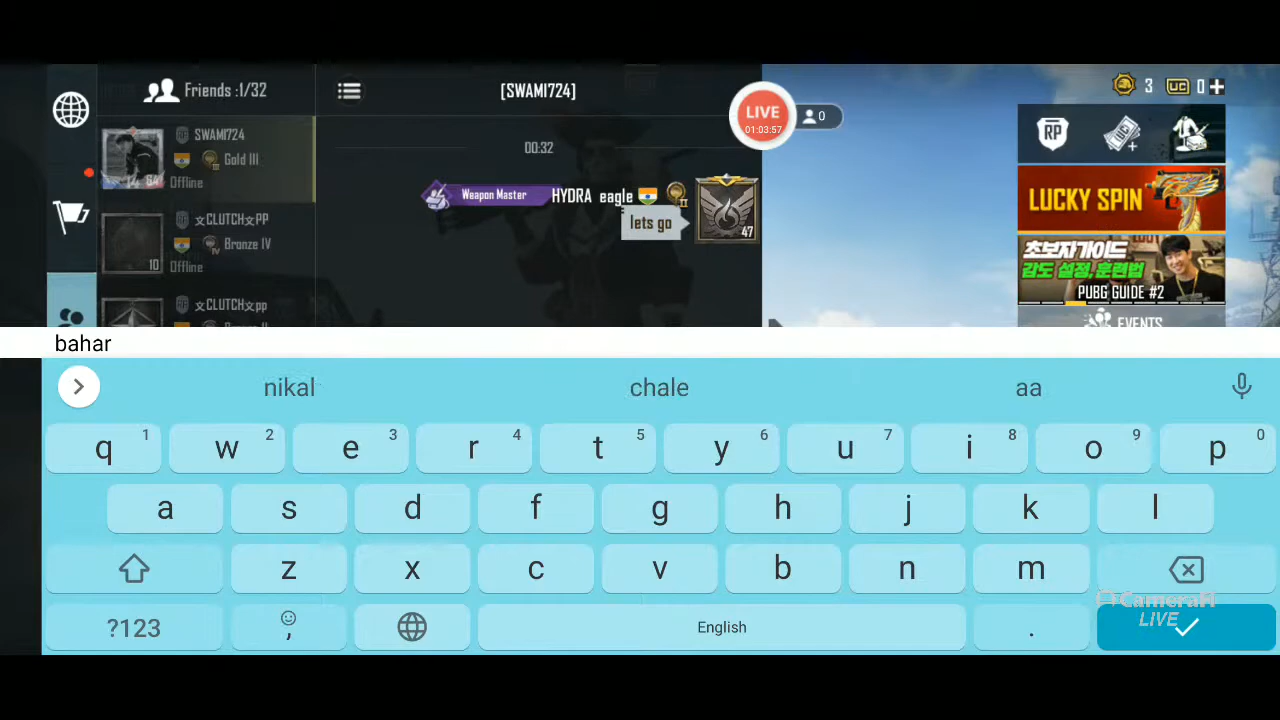 Friends :1/32
[SWAMI724]
LIVE
01:03:57
0
3
UC 0
SWAMI724
Gold III
Offline
00:32
RP
UC
Weapon Master
HYDRA eagle
II
lets go
47
LUCKY SPIN
文CLUTCH文PP
Bronze IV
10
Offline
초보자가이드
감도 설정, 훈련법
PUBG GUIDE #2
文CLUTCH文pp
EVENTS
bahar
nikal chale aa
q 1 w 2 e 3 r 4 t 5 y 6 u 7 i 8 o 9 p 0
a s d f g h j k l
z x c v b n m
CameraFi
LIVE
?123 , English .